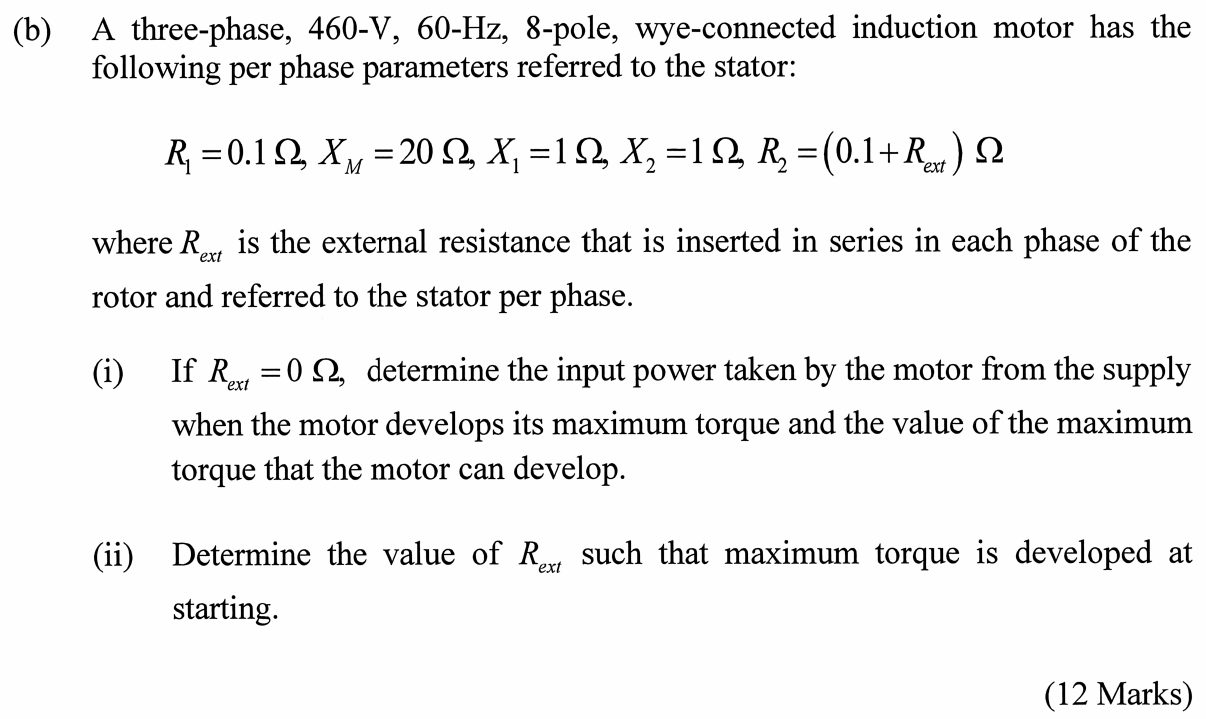 (b) A three-phase, 460-V, 60-Hz, 8-pole, wye-connected induction motor has the
following per phase parameters referred to the stator:
R₁ = 0.1 Ω, X_M = 20 Ω, X₁ = 1 Ω, X₂ = 1 Ω, R₂ = (0.1 + R_ext) Ω
where R_ext is the external resistance that is inserted in series in each phase of the
rotor and referred to the stator per phase.
(i) If R_ext = 0 Ω, determine the input power taken by the motor from the supply
when the motor develops its maximum torque and the value of the maximum
torque that the motor can develop.
(ii) Determine the value of R_ext such that maximum torque is developed at
starting.
(12 Marks)